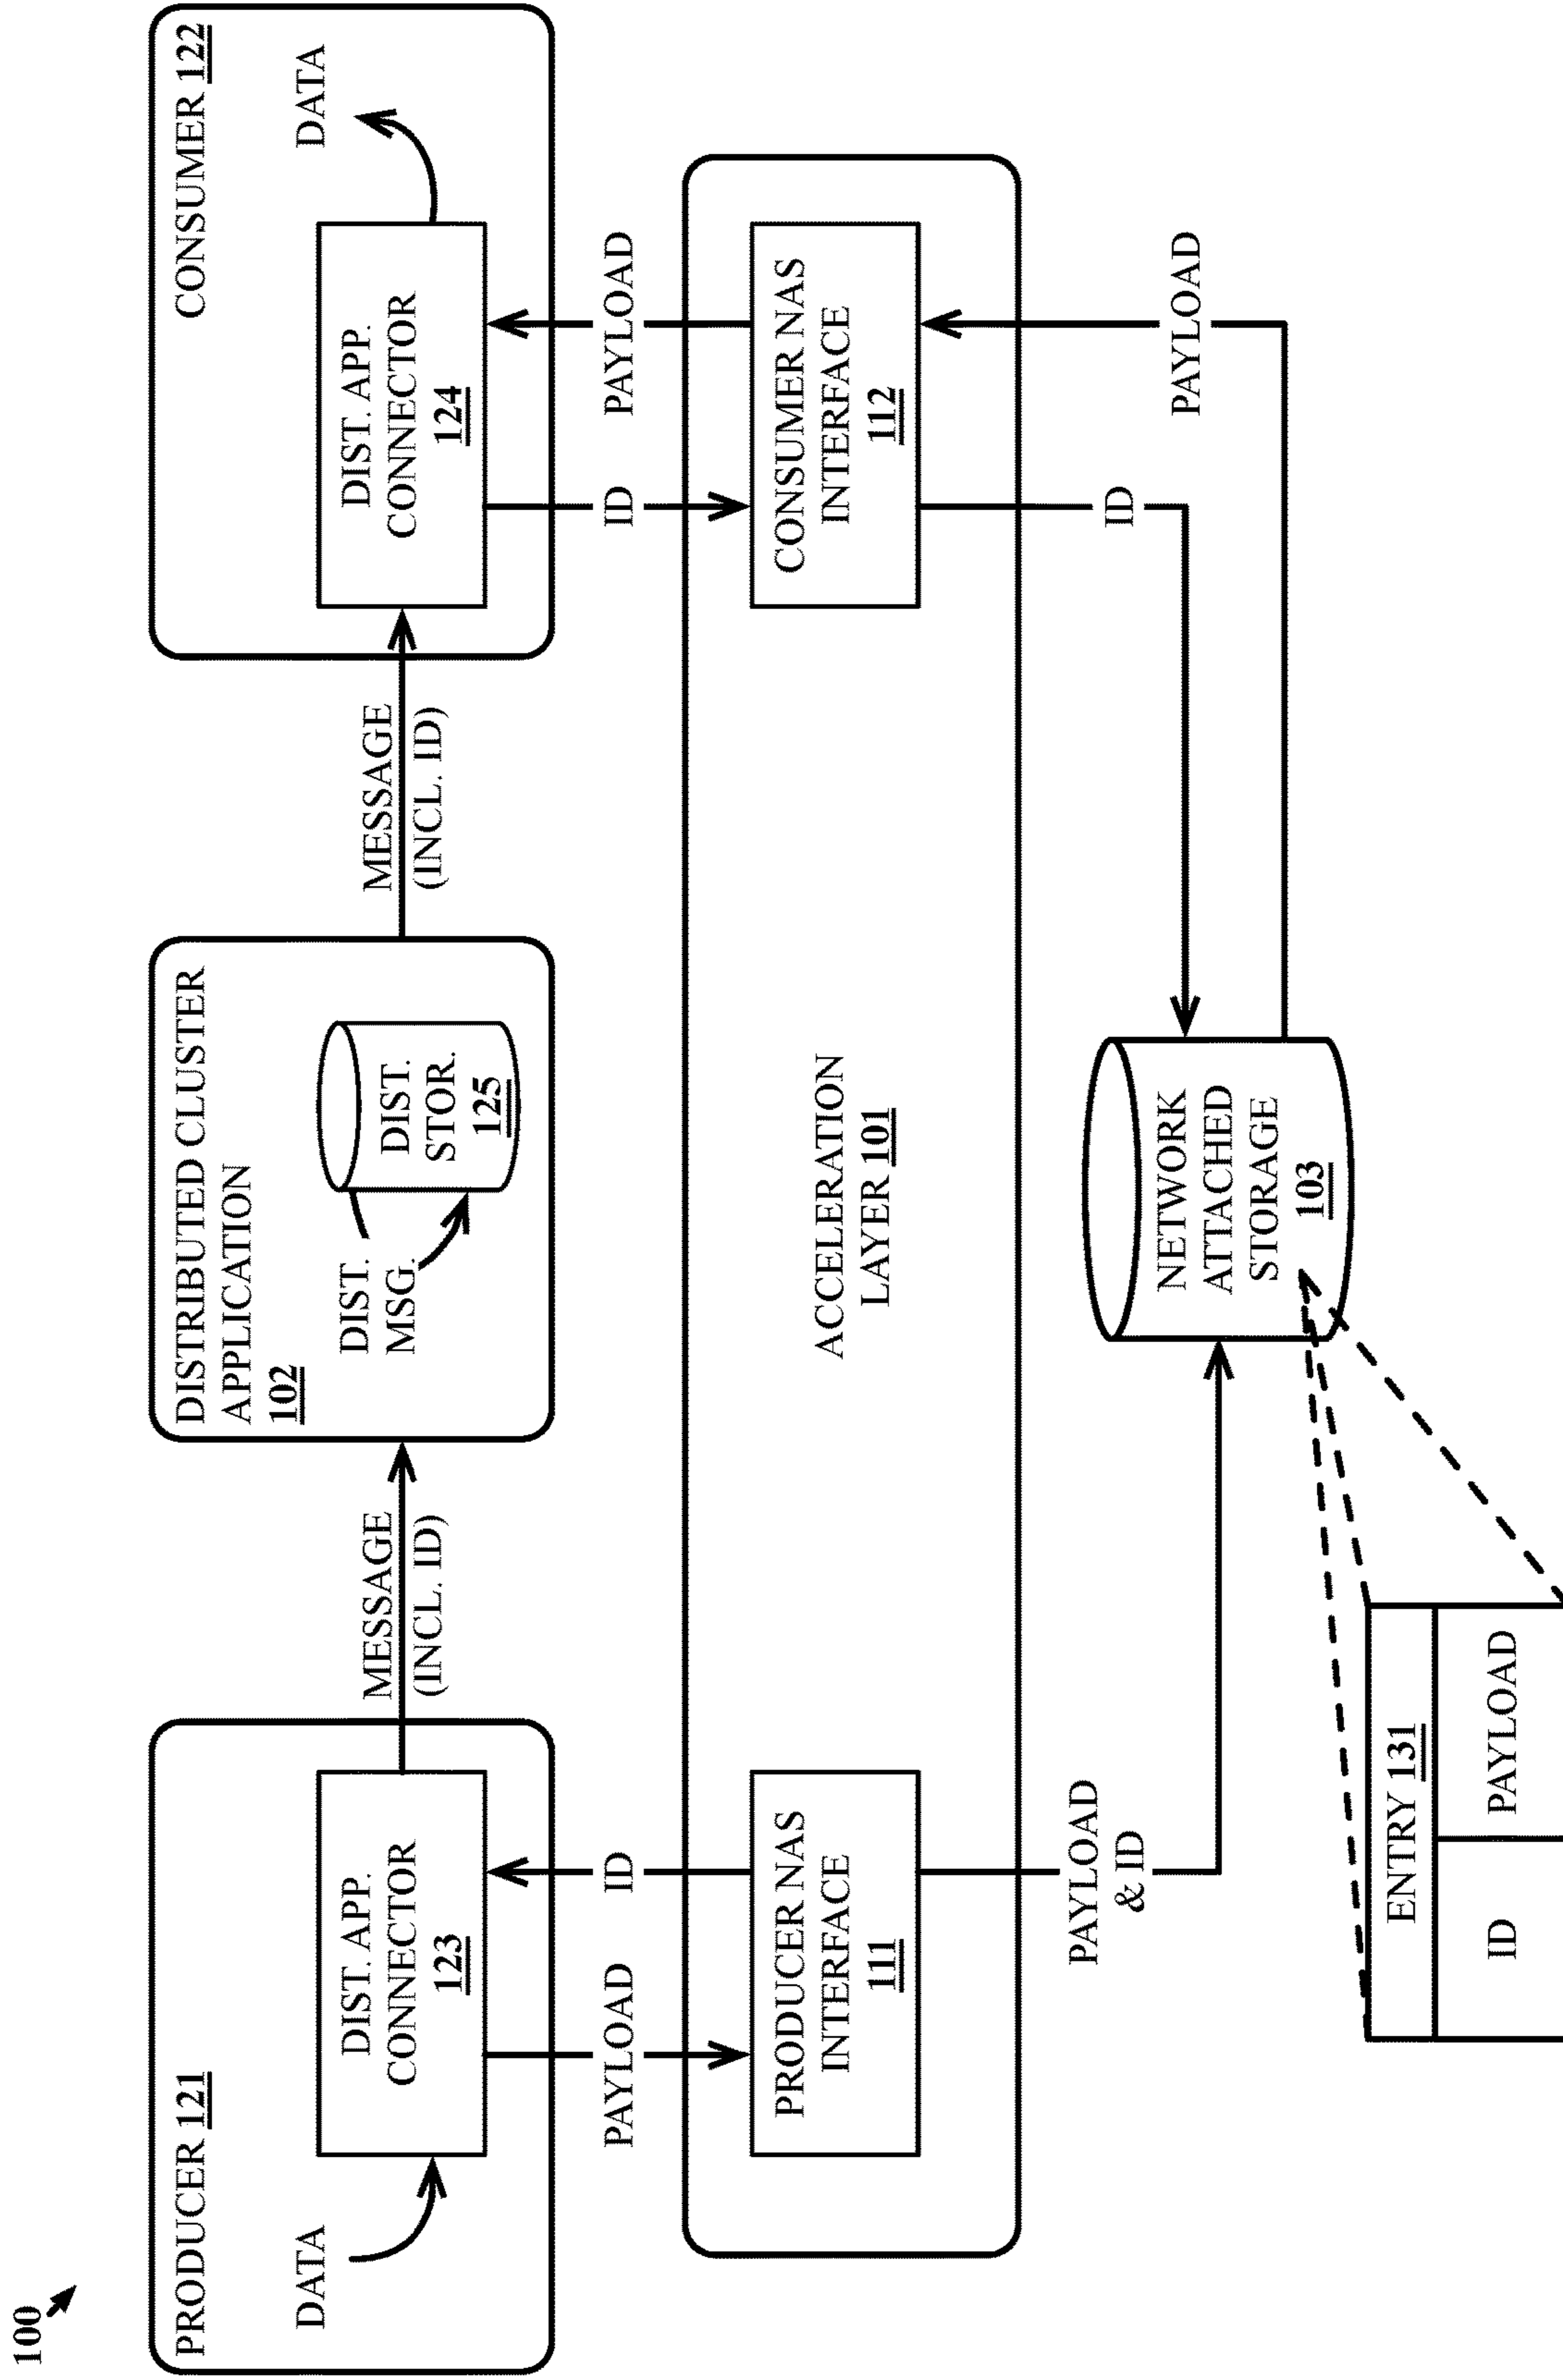 100
PRODUCER 121
DATA
DIST. APP.
CONNECTOR
123
MESSAGE
(INCL. ID)
DISTRIBUTED CLUSTER
APPLICATION
102
DIST.
MSG.
DIST.
STOR.
125
MESSAGE
(INCL. ID)
CONSUMER 122
DIST. APP.
CONNECTOR
124
DATA
PAYLOAD
ID
ID
PAYLOAD
PRODUCER NAS
INTERFACE
111
ACCELERATION
LAYER 101
CONSUMER NAS
INTERFACE
112
PAYLOAD
& ID
NETWORK
ATTACHED
STORAGE
103
ID
PAYLOAD
ENTRY 131
ID
PAYLOAD